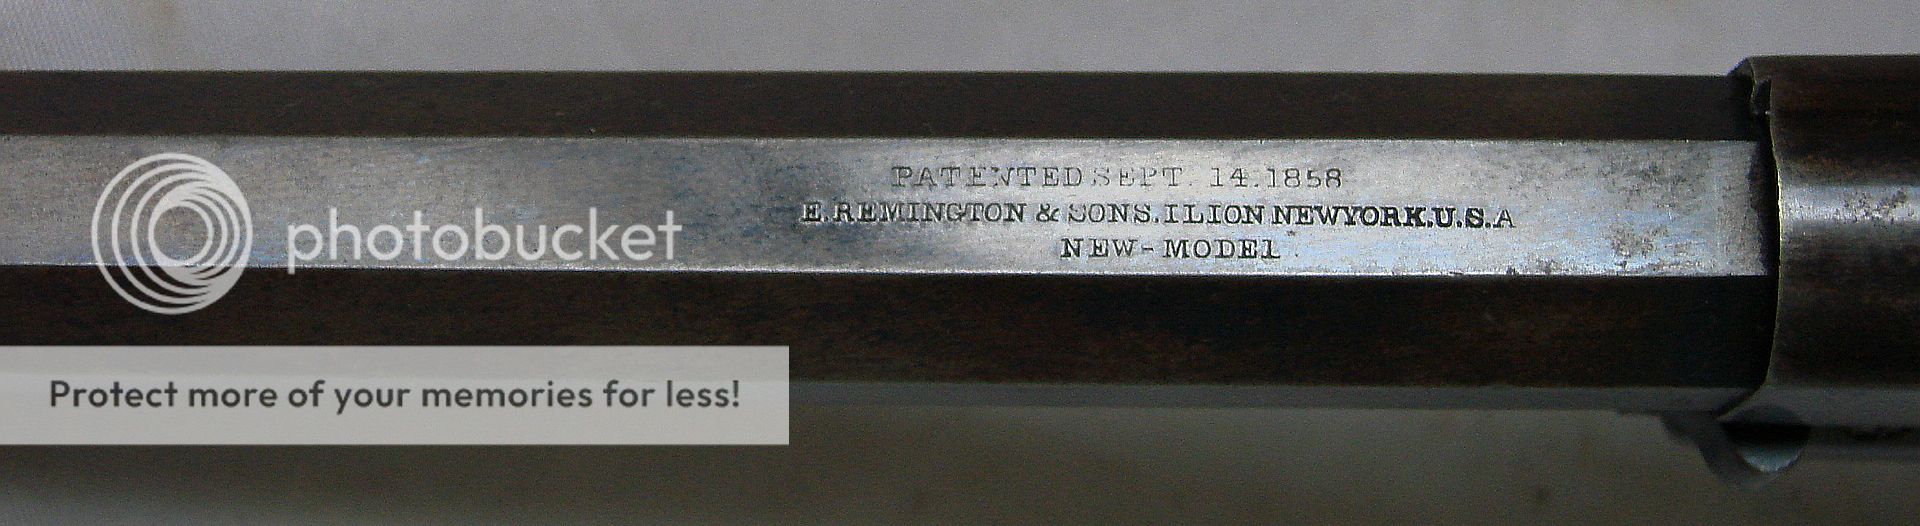 PATENTED SEPT. 14.1858
E.REMINGTON & SONS.ILION NEWYORK.U.S.A
NEW-MODEL
photobucket
Protect more of your memories for less!